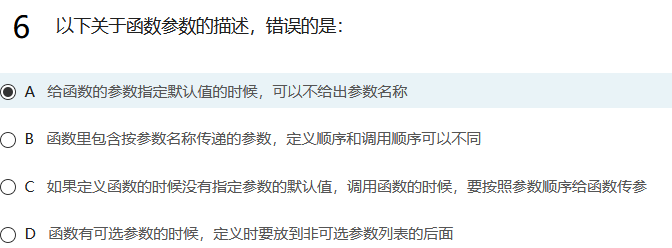 6 以下关于函数参数的描述，错误的是：
A 给函数的参数指定默认值的时候，可以不给出参数名称
B 函数里包含按参数名称传递的参数，定义顺序和调用顺序可以不同
C 如果定义函数的时候没有指定参数的默认值，调用函数的时候，要按照参数顺序给函数传参
D 函数有可选参数的时候，定义时要放到非可选参数列表的后面